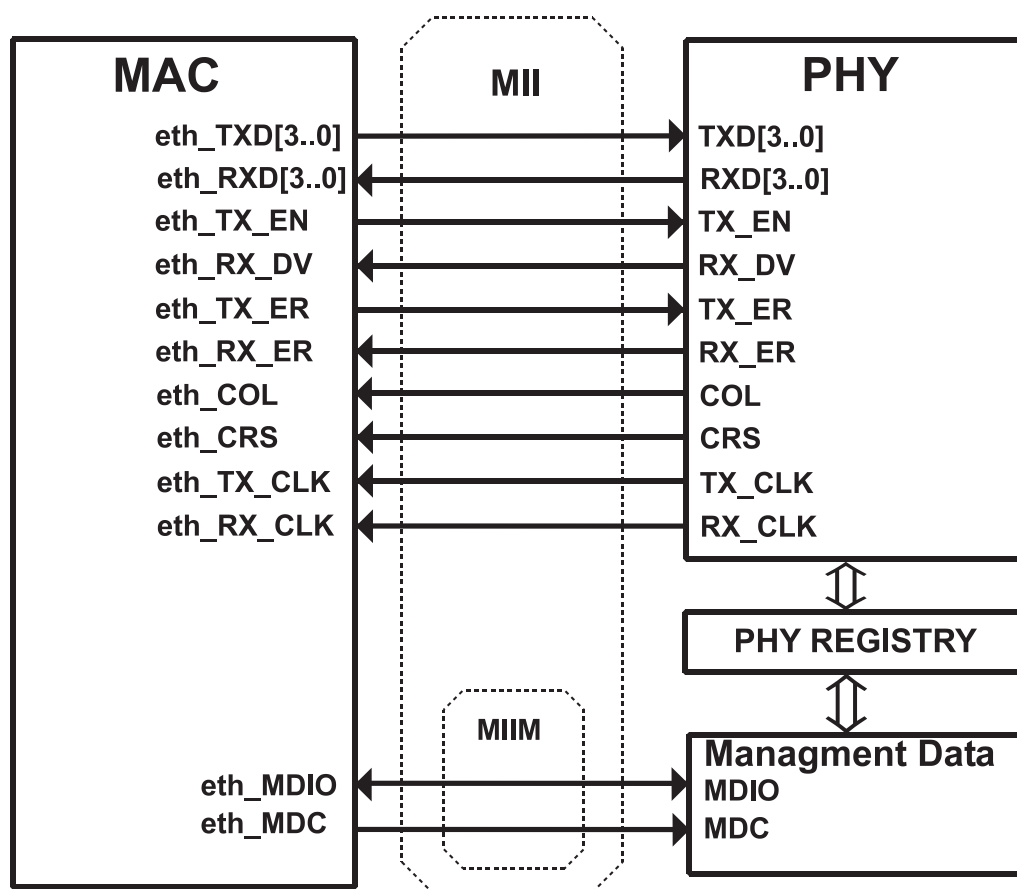 MAC
MII
PHY
eth_TXD[3..0]
TXD[3..0]
eth_RXD[3..0]
RXD[3..0]
eth_TX_EN
TX_EN
eth_RX_DV
RX_DV
eth_TX_ER
TX_ER
eth_RX_ER
RX_ER
eth_COL
COL
eth_CRS
CRS
eth_TX_CLK
TX_CLK
eth_RX_CLK
RX_CLK
PHY REGISTRY
MIIM
Managment Data
eth_MDIO
MDIO
eth_MDC
MDC